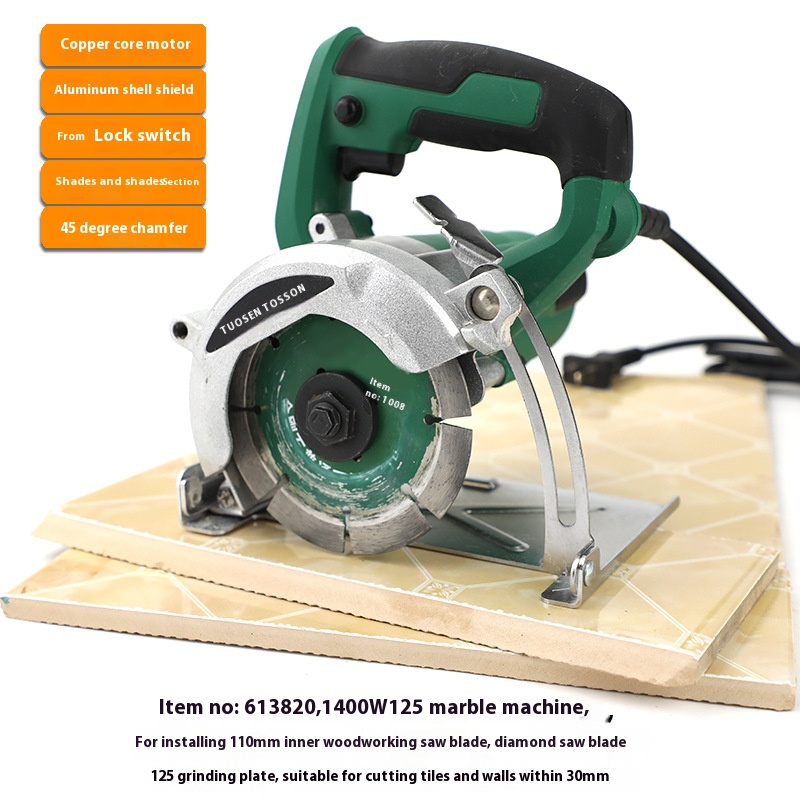 Copper core motor
Aluminum shell shield
From Lock switch
Shades and shadesSection
45 degree chamfer
TUOSEN TOSSON
Item
no:1008
Item no: 613820,1400W125 marble machine,
For installing 110mm inner woodworking saw blade, diamond saw blade
125 grinding plate, suitable for cutting tiles and walls within 30mm